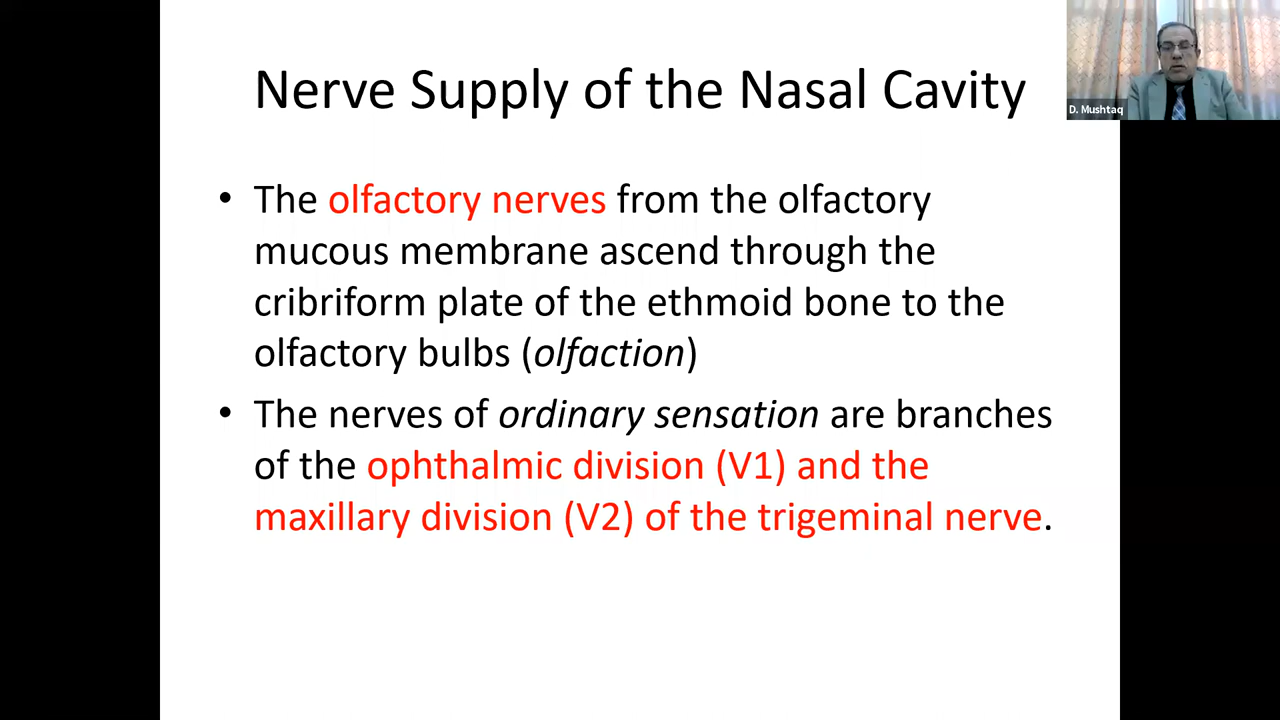 Nerve Supply of the Nasal Cavity
D. Mushtaq
• The olfactory nerves from the olfactory
mucous membrane ascend through the
cribriform plate of the ethmoid bone to the
olfactory bulbs (olfaction)
• The nerves of ordinary sensation are branches
of the ophthalmic division (V1) and the
maxillary division (V2) of the trigeminal nerve.